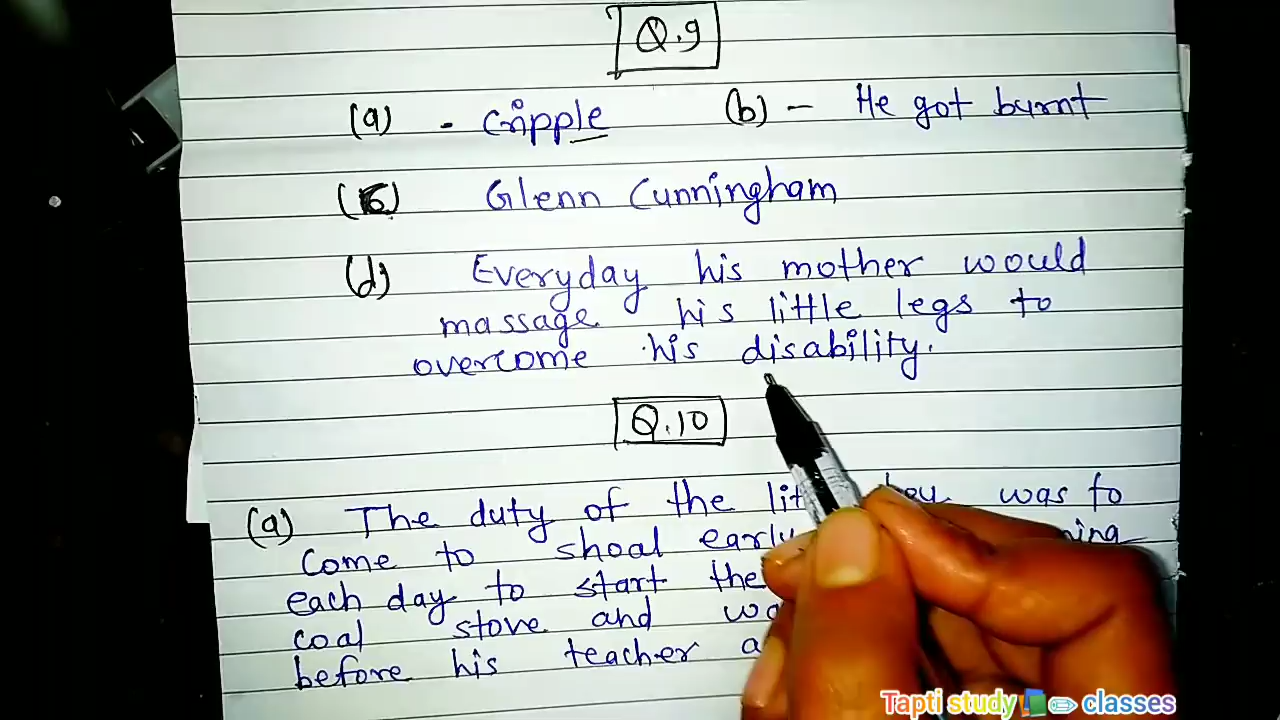 Q.9
(a) - Cripple (b) - He got burnt
(c) Glenn Cunningham
(d) Everyday his mother would
massage his little legs to
overcome his disability.
Q.10
(a) The duty of the was to
come to shoal early
each day to start the
coal stove and
before his teacher
Tapti study classes